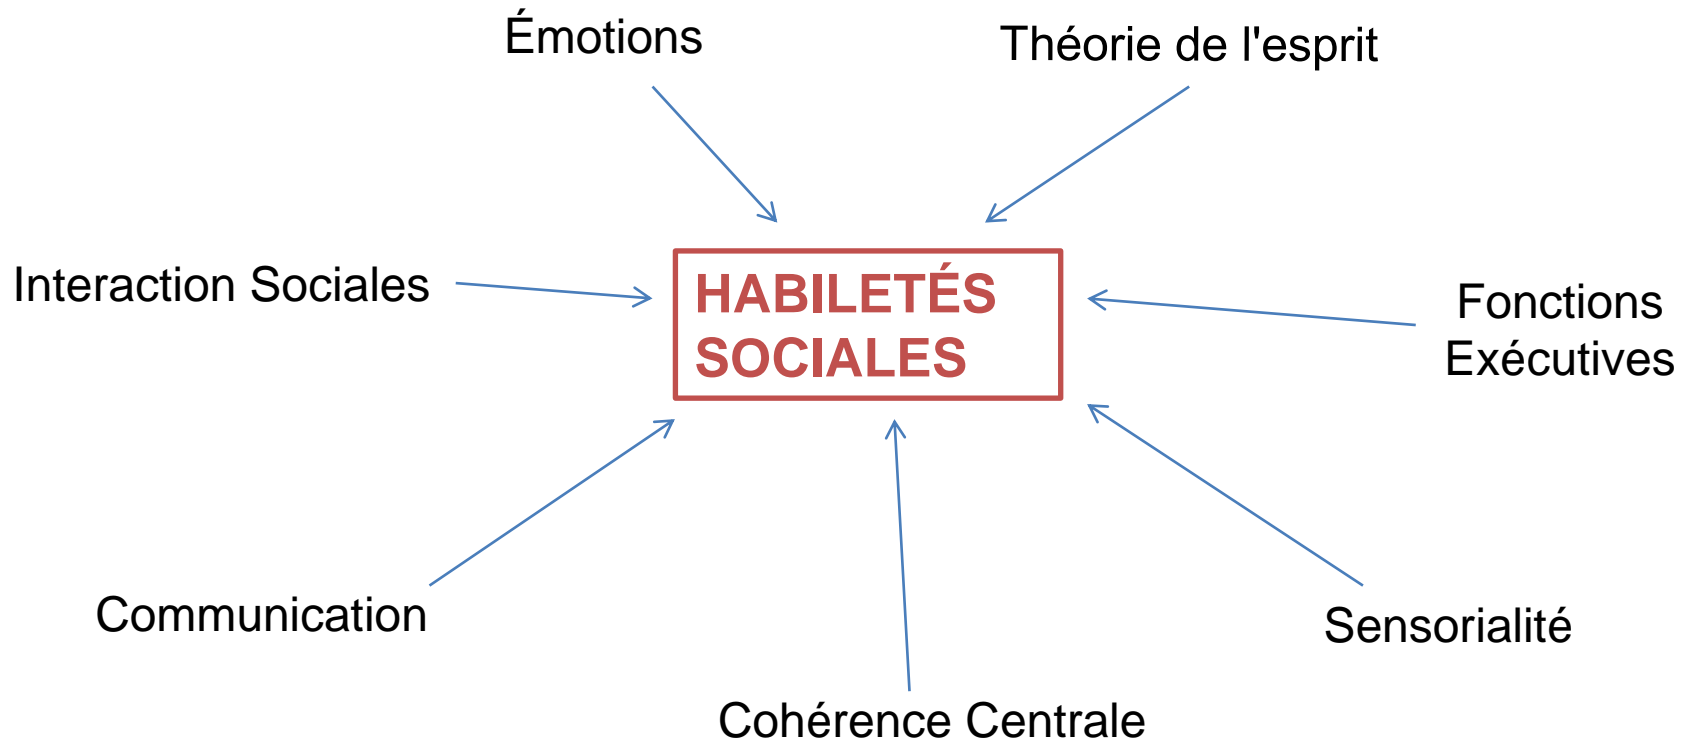 Émotions
Théorie de l'esprit
Interaction Sociales
HABILETÉS
SOCIALES
Fonctions
Exécutives
Communication
Sensorialité
Cohérence Centrale